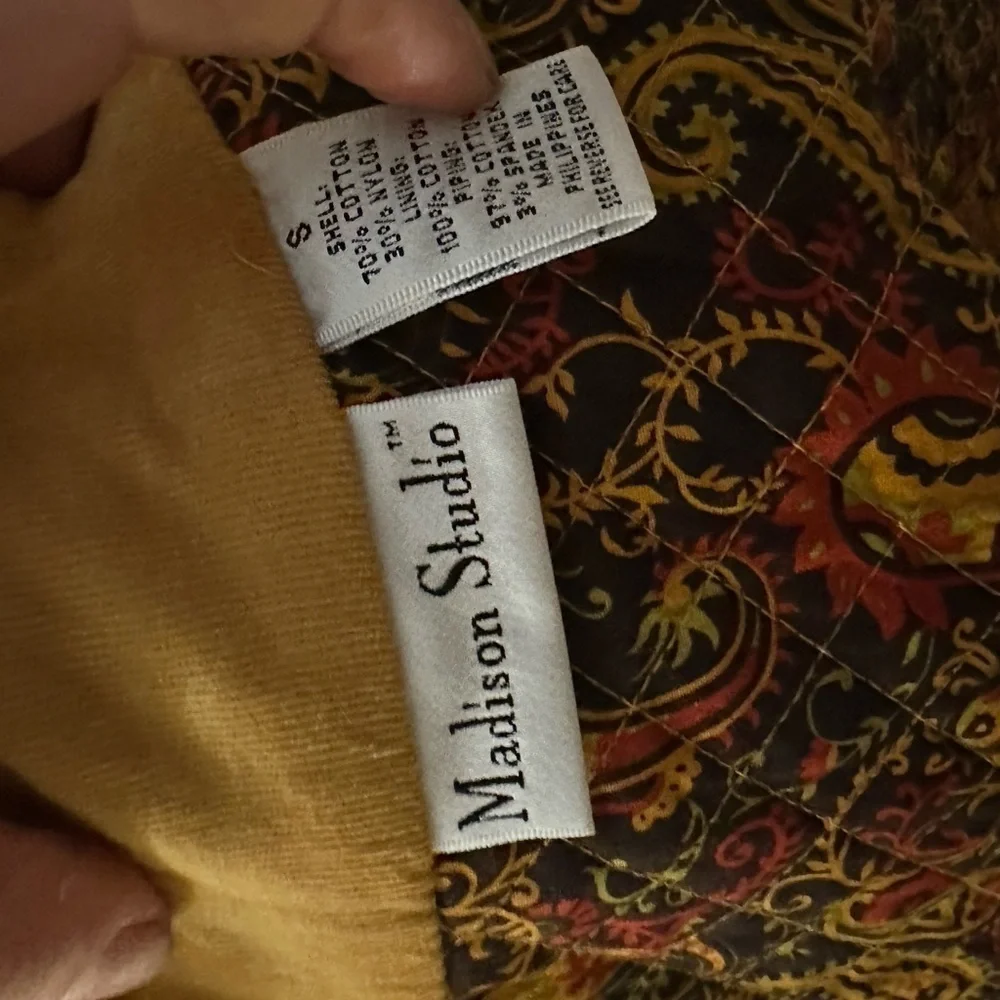 S
SHELL:
70% COTTON
30% NYLON
LINING:
100% COTTON
PIPING:
97% COTTON
3% SPANDEX
MADE IN
PHILIPPINES
SEE REVERSE FOR CARE
Madison Studio™